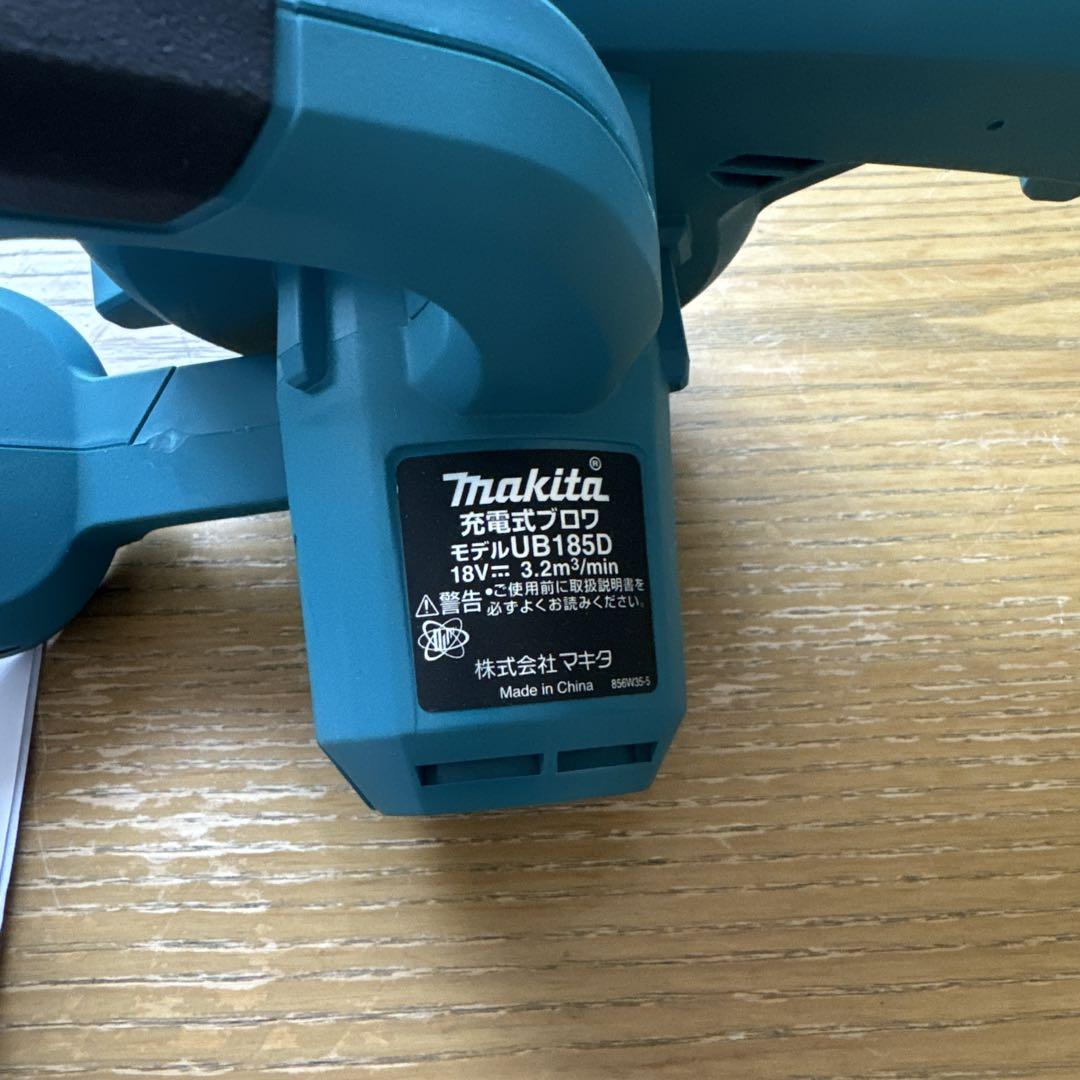 makita®
充電式ブロワ
モデルUB185D
18V⎓ 3.2m³/min
⚠警告 •ご使用前に取扱説明書を
必ずよくお読みください。
株式会社マキタ
Made in China 856W35-5